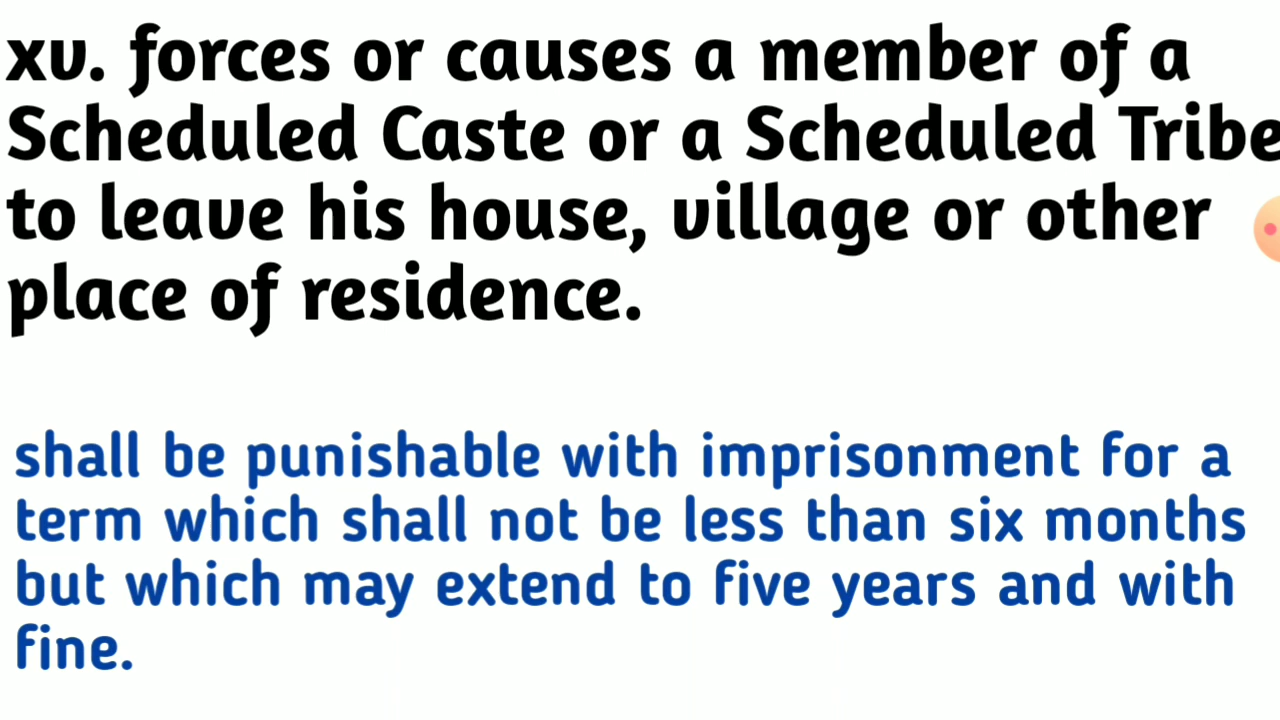 xv. forces or causes a member of a
Scheduled Caste or a Scheduled Tribe
to leave his house, village or other
place of residence.
shall be punishable with imprisonment for a
term which shall not be less than six months
but which may extend to five years and with
fine.